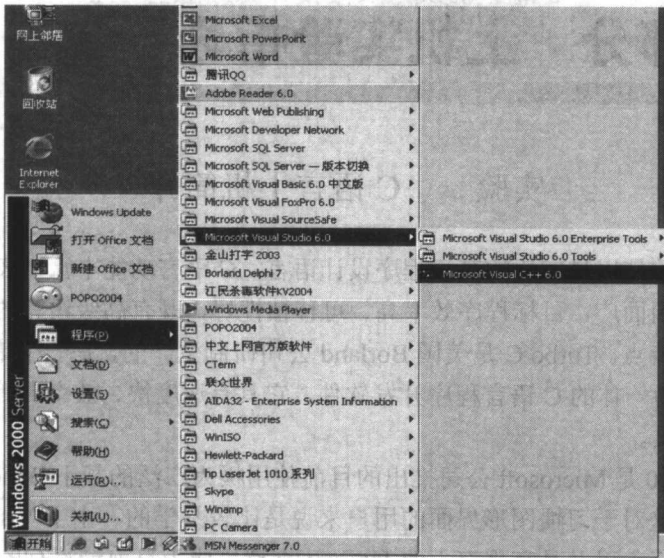 网上邻居
回收站
Internet
Explorer
Windows 2000 Server
Windows Update
打开 Office 文档
新建 Office 文档
POPO2004
程序(P)
文档(D)
设置(S)
搜索(C)
帮助(H)
运行(R)...
关机(U)...
开始
Microsoft Excel
Microsoft PowerPoint
Microsoft Word
腾讯QQ
Adobe Reader 6.0
Microsoft Web Publishing
Microsoft Developer Network
Microsoft SQL Server
Microsoft SQL Server — 版本切换
Microsoft Visual Basic 6.0 中文版
Microsoft Visual FoxPro 6.0
Microsoft Visual SourceSafe
Microsoft Visual Studio 6.0
金山打字 2003
Borland Delphi 7
江民杀毒软件KV2004
Windows Media Player
POPO2004
中文上网官方版软件
CTerm
联众世界
AIDA32 - Enterprise System Information
Dell Accessories
WinISO
Hewlett-Packard
hp LaserJet 1010 系列
Skype
Winamp
PC Camera
MSN Messenger 7.0
Microsoft Visual Studio 6.0 Enterprise Tools
Microsoft Visual Studio 6.0 Tools
Microsoft Visual C++ 6.0